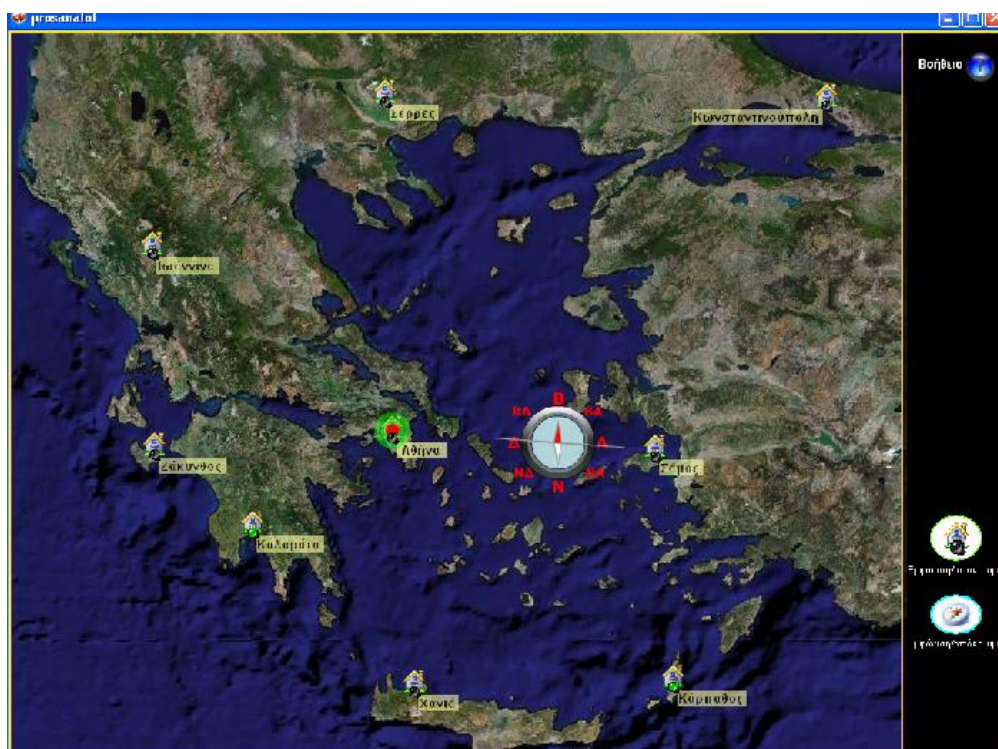 prosanatol
Βοήθεια
Σέρρες
Κωνσταντινούπολη
Ιωάννινα
Β
ΒΔ ΒΑ
Δ Α
ΝΔ ΝΑ
Ν
Αθήνα
Ζάκυνθος
Σάμος
Καλαμάτα
Χανιά
Κάρπαθος